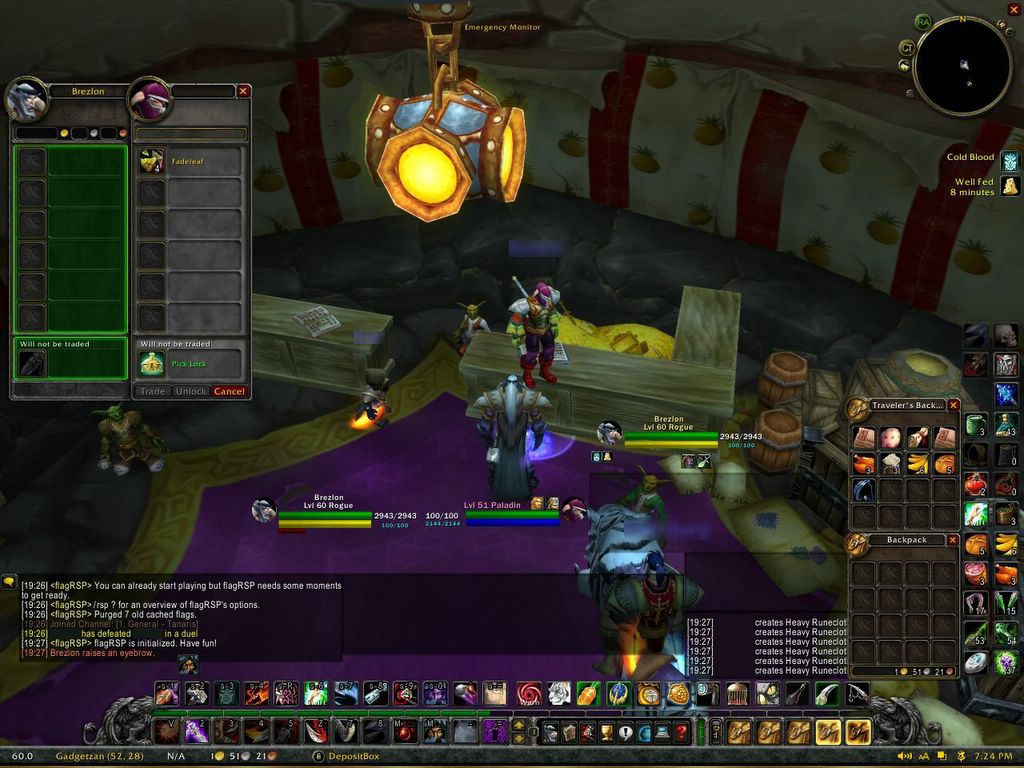 Emergency Monitor
RA
N
CT
Brezlon
Cold Blood
Well Fed
8 minutes
Fadeleaf
4
Will not be traded
Will not be traded
Pick Lock
Trade
Unlock
Cancel
Brezlon
Lvl 60 Rogue
2943/2943
100/100
Brezlon
Lvl 60 Rogue
2943/2943
100/100
Lvl 51 Paladin
100/100
2144/2144
Traveler's Back...
Backpack
1 51 21
[19:26] <flagRSP> You can already start playing but flagRSP needs some moments
to get ready.
[19:26] <flagRSP> /rsp ? for an overview of flagRSP's options.
[19:26] <flagRSP> Purged 7 old cached flags.
[19:26] Joined Channel: [1. General - Tanaris]
[19:26] has defeated in a duel
[19:27] <flagRSP> flagRSP is initialized. Have fun!
[19:27] Brezlon raises an eyebrow.
[19:27] creates Heavy Runeclot
[19:27] creates Heavy Runeclot
[19:27] creates Heavy Runeclot
[19:27] creates Heavy Runeclot
[19:27] creates Heavy Runeclot
60.0 Gadgetzan (52, 28) N/A 1 51 21 DepositBox 7:24 PM